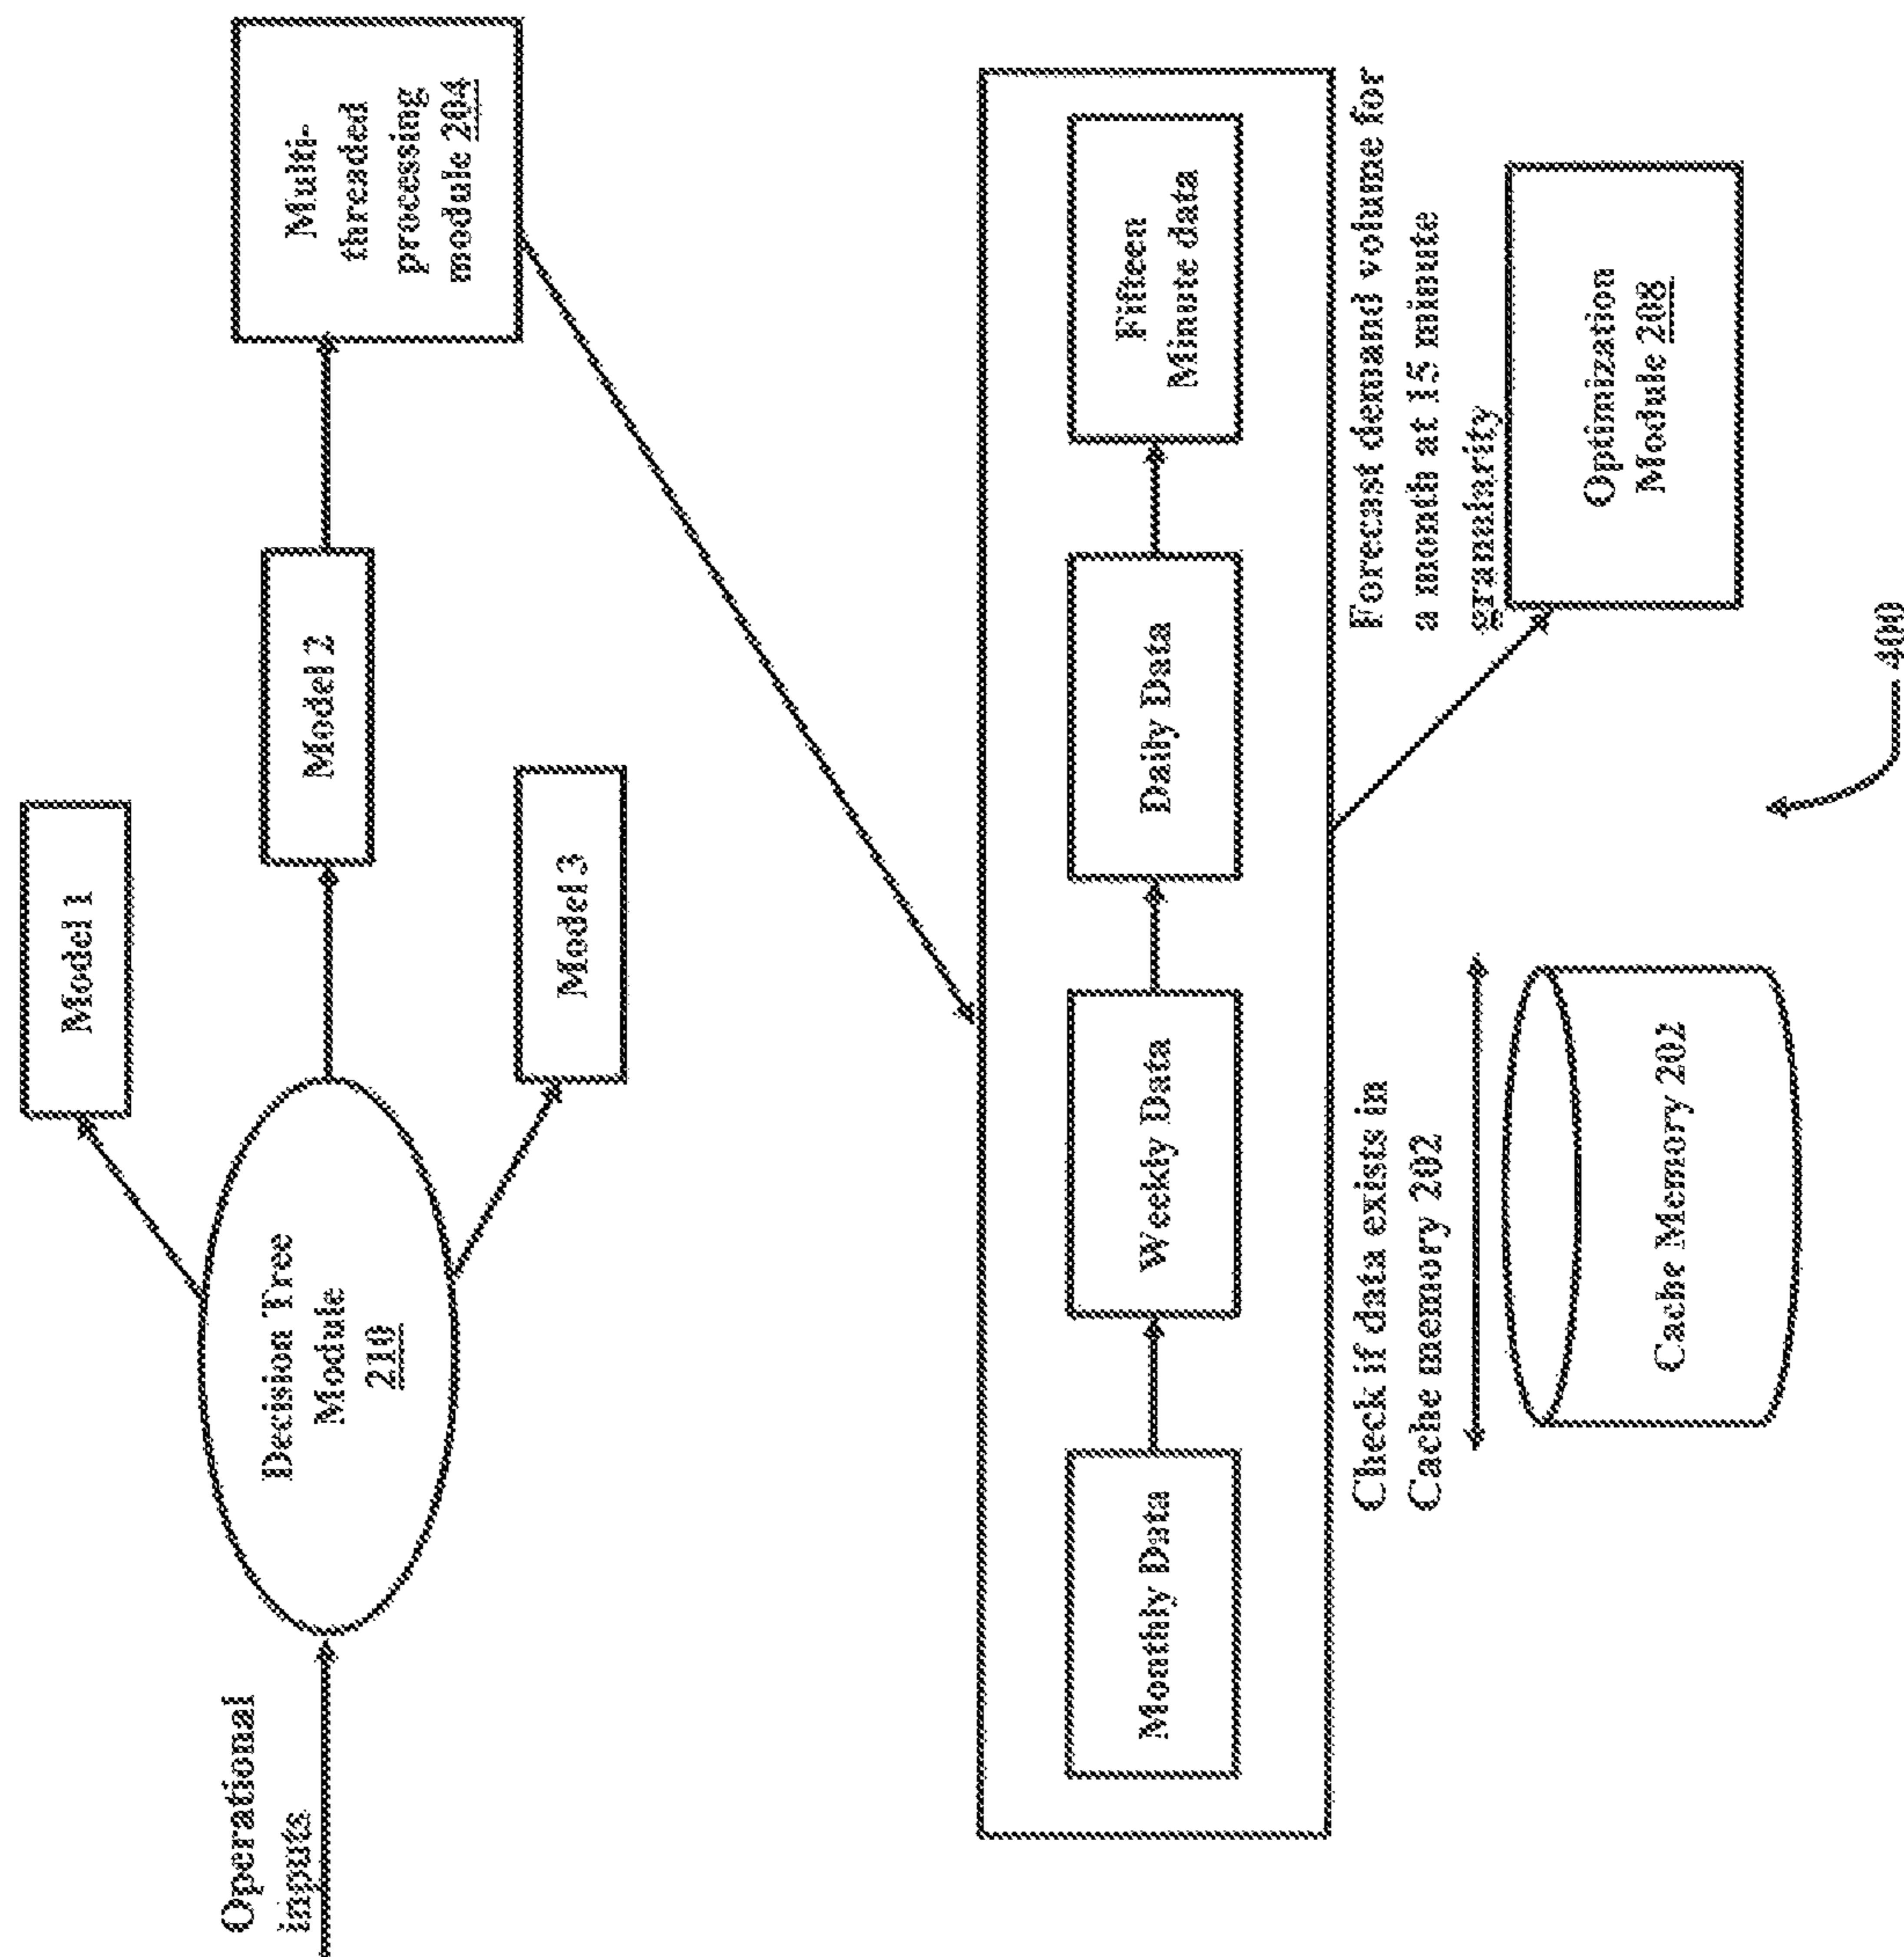 Operational
inputs
Decision Tree
Module
210
Model 1
Model 2
Model 3
Multi-
threaded
processing
module 204
Monthly Data
Weekly Data
Daily Data
Fifteen
Minute data
Check if data exists in
Cache memory 202
Cache Memory 202
Forecast demand volume for
a month at 15 minute
granularity
Optimization
Module 208
400